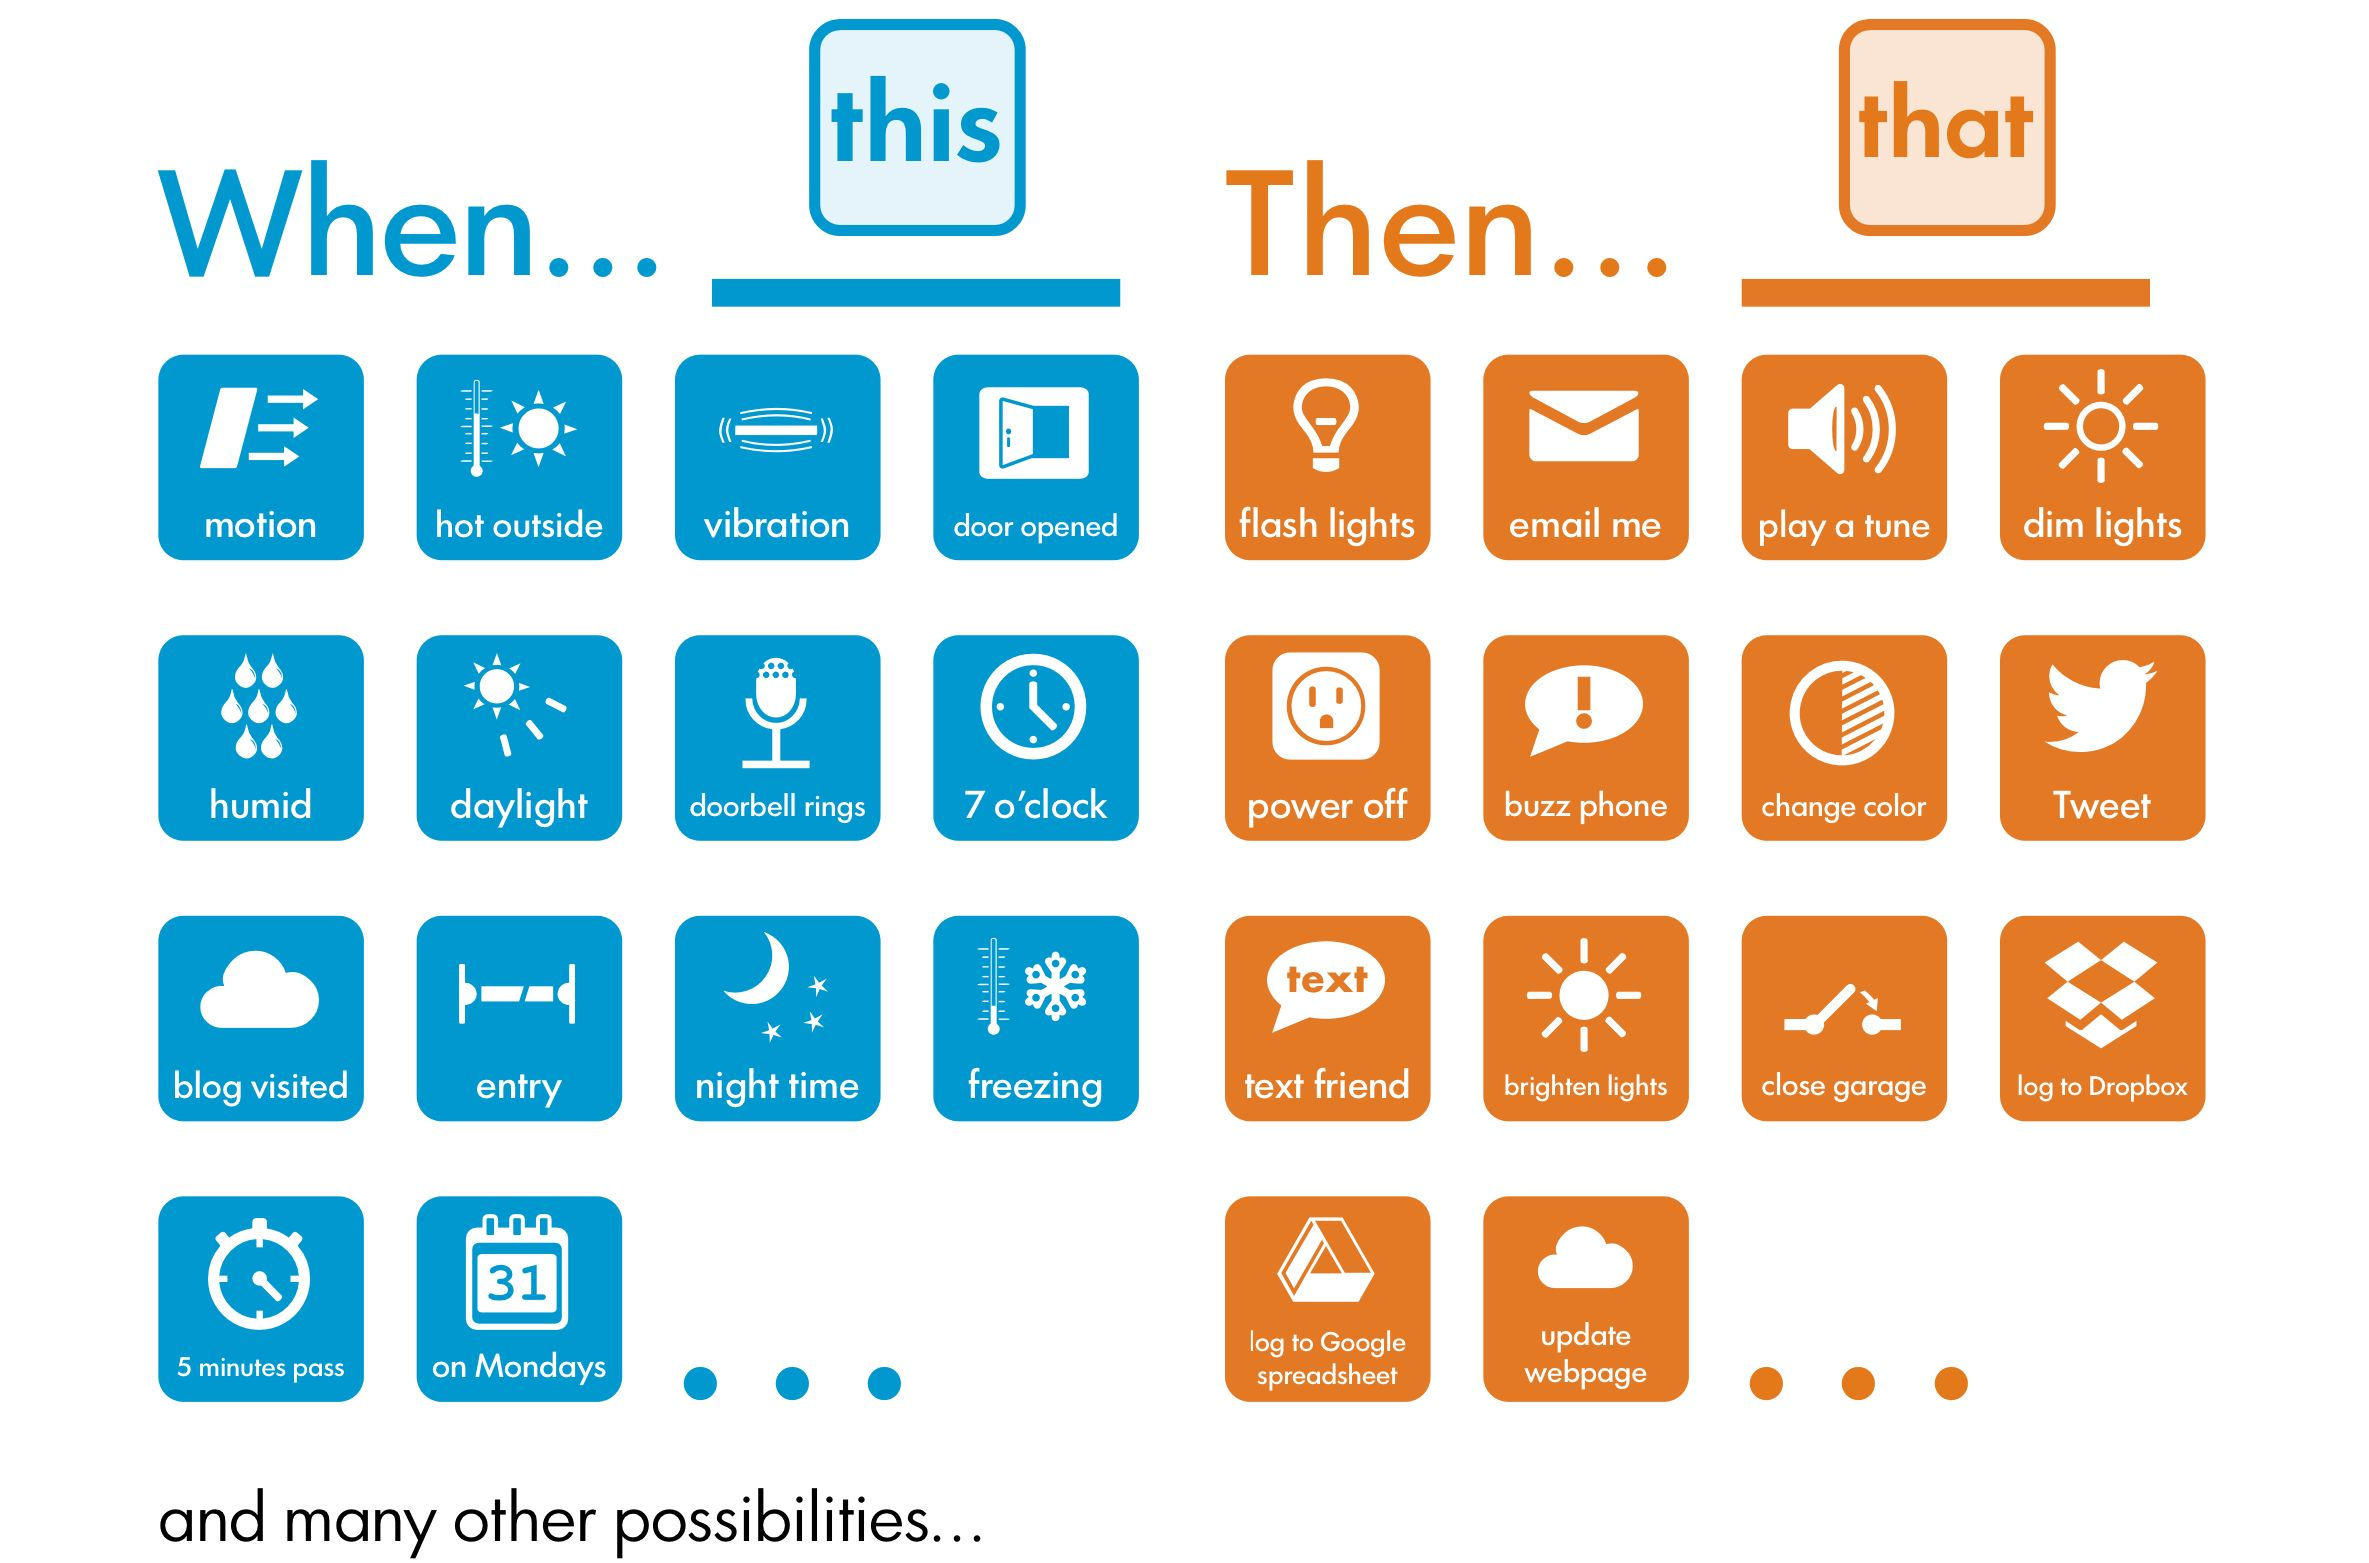 When... this
Then... that
motion
hot outside
vibration
door opened
flash lights
email me
play a tune
dim lights
humid
daylight
doorbell rings
7 o'clock
power off
buzz phone
change color
Tweet
blog visited
entry
night time
freezing
text
text friend
brighten lights
close garage
log to Dropbox
5 minutes pass
31
on Mondays
. . .
log to Google
spreadsheet
update
webpage
. . .
and many other possibilities...